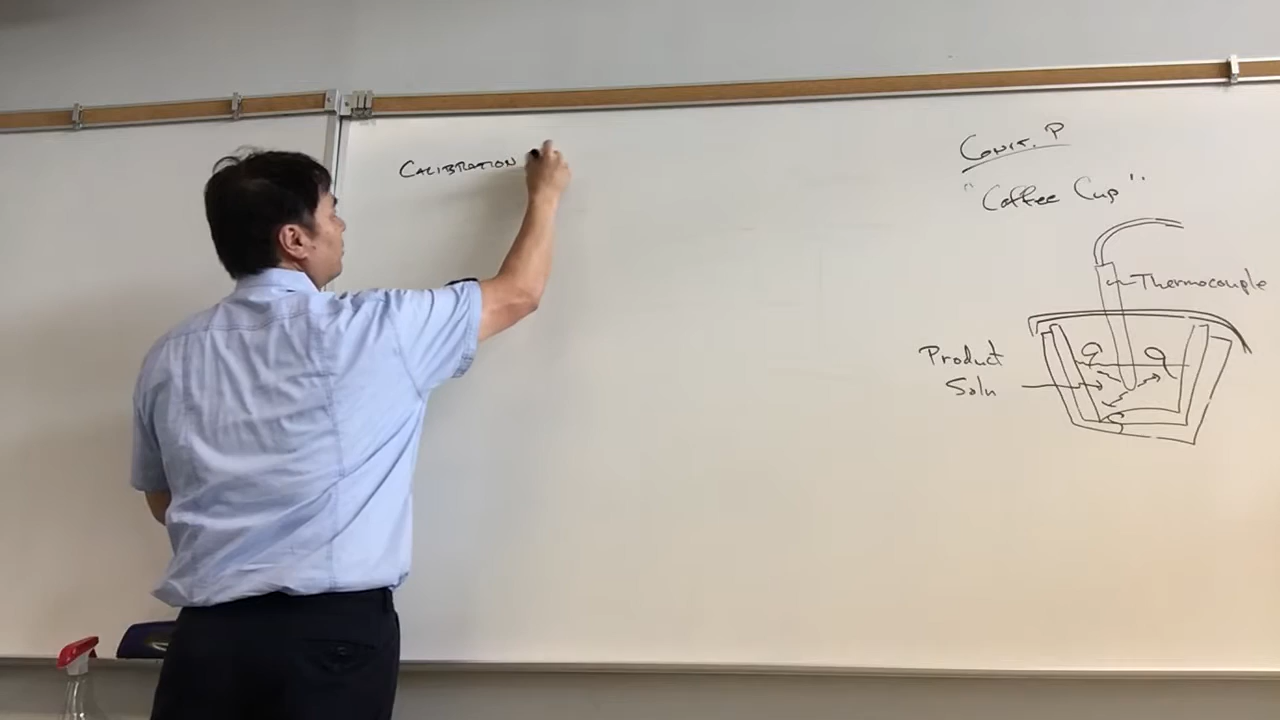 CALIBRATION
Const. P
"Coffee Cup"
Thermocouple
Product
Soln
q q